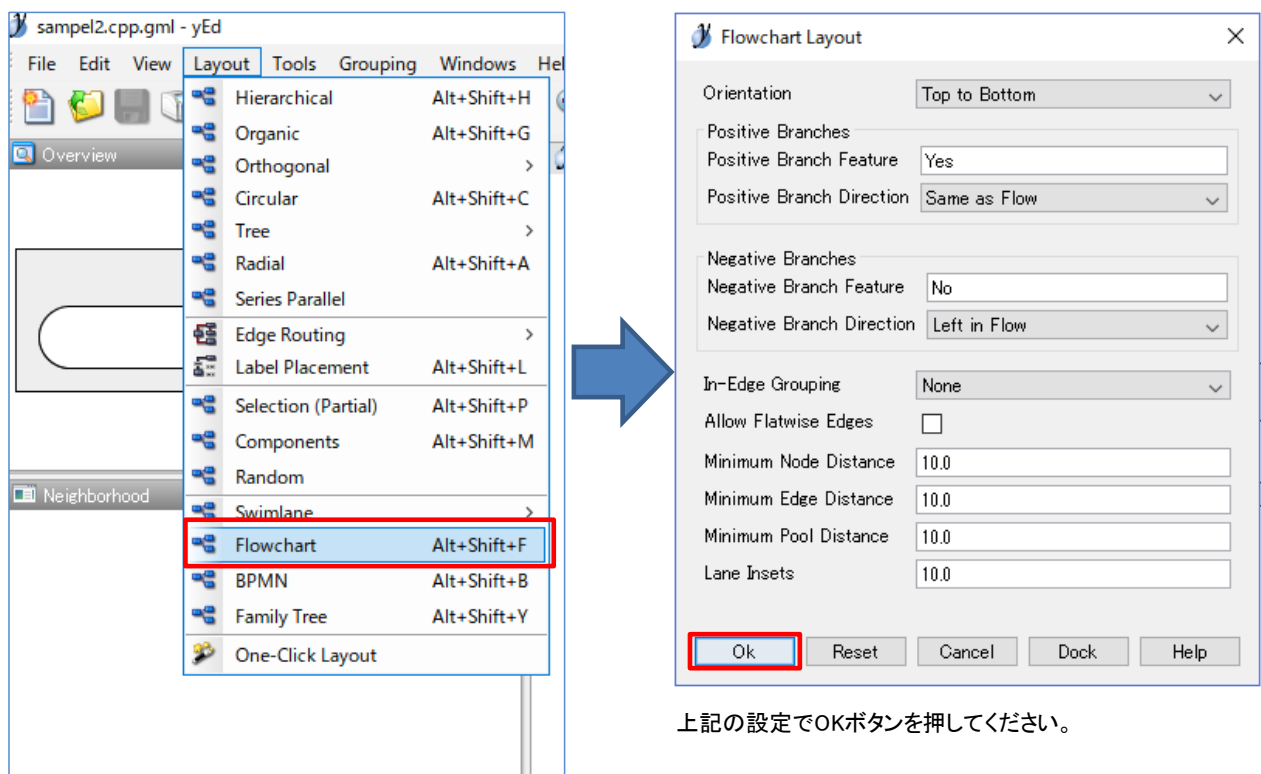 sampel2.cpp.gml - yEd
File Edit View Layout Tools Grouping Windows Hel
Overview
Hierarchical Alt+Shift+H
Organic Alt+Shift+G
Orthogonal >
Circular Alt+Shift+C
Tree >
Radial Alt+Shift+A
Series Parallel
Edge Routing >
Label Placement Alt+Shift+L
Selection (Partial) Alt+Shift+P
Components Alt+Shift+M
Random
Neighborhood
Swimlane >
Flowchart Alt+Shift+F
BPMN Alt+Shift+B
Family Tree Alt+Shift+Y
One-Click Layout
Flowchart Layout
Orientation Top to Bottom
Positive Branches
Positive Branch Feature Yes
Positive Branch Direction Same as Flow
Negative Branches
Negative Branch Feature No
Negative Branch Direction Left in Flow
In-Edge Grouping None
Allow Flatwise Edges
Minimum Node Distance 10.0
Minimum Edge Distance 10.0
Minimum Pool Distance 10.0
Lane Insets 10.0
Ok Reset Cancel Dock Help
上記の設定でOKボタンを押してください。